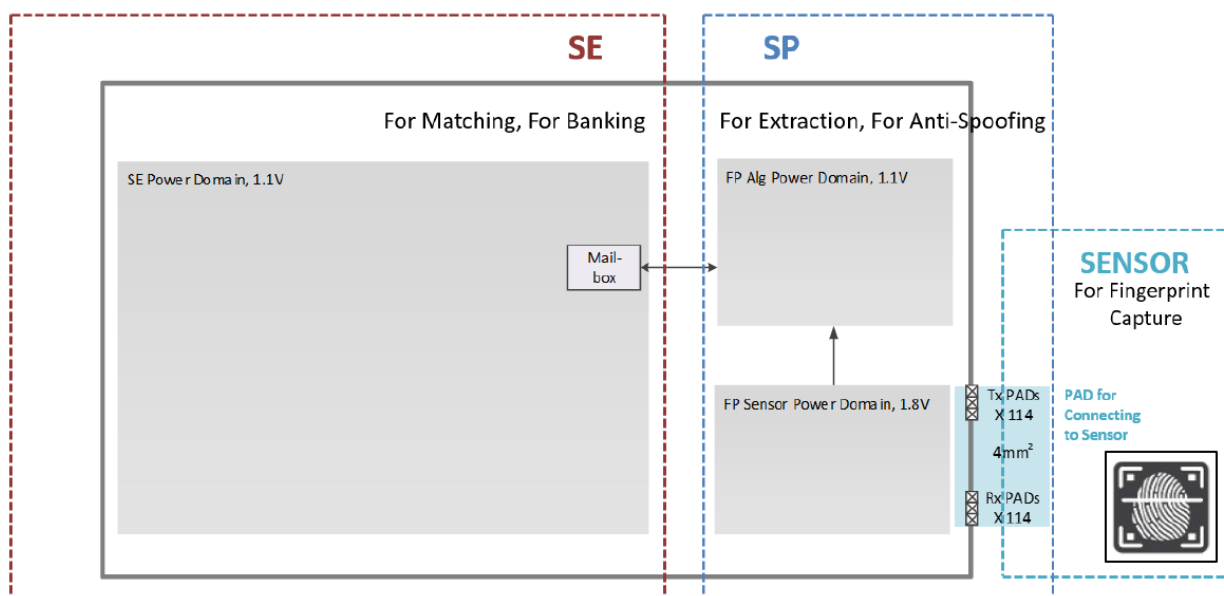 SE
SP
For Matching, For Banking
For Extraction, For Anti-Spoofing
SE Power Domain, 1.1V
FP Alg Power Domain, 1.1V
Mail-
box
SENSOR
For Fingerprint
Capture
FP Sensor Power Domain, 1.8V
Tx PADs
X 114
4mm²
Rx PADs
X 114
PAD for
Connecting
to Sensor